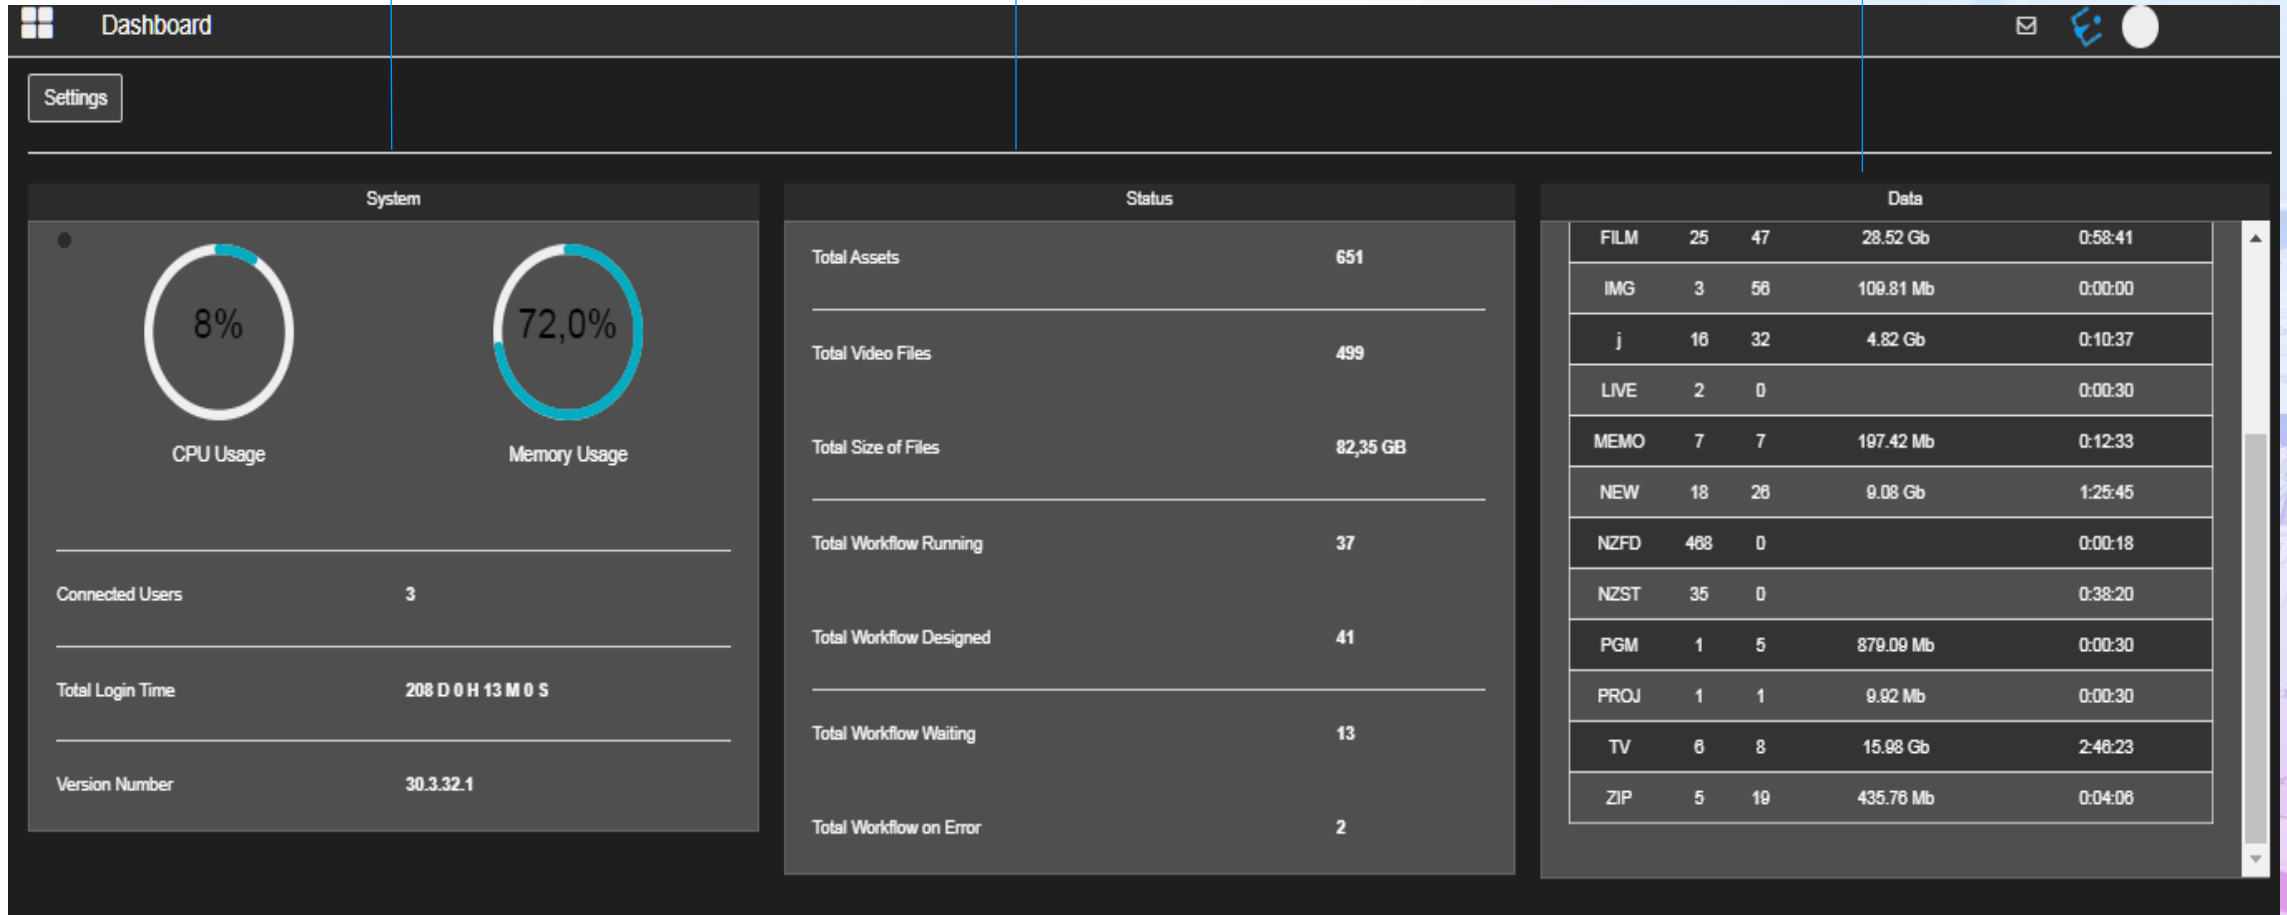 Dashboard
Settings
System
8%
72,0%
CPU Usage
Memory Usage
Connected Users 3
Total Login Time 208 D 0 H 13 M 0 S
Version Number 30.3.32.1
Status
Total Assets 651
Total Video Files 499
Total Size of Files 82,35 GB
Total Workflow Running 37
Total Workflow Designed 41
Total Workflow Waiting 13
Total Workflow on Error 2
Data
FILM 25 47 28.52 Gb 0:58:41
IMG 3 56 109.81 Mb 0:00:00
j 16 32 4.82 Gb 0:10:37
LIVE 2 0 0:00:30
MEMO 7 7 197.42 Mb 0:12:33
NEW 18 26 9.08 Gb 1:25:45
NZFD 468 0 0:00:18
NZST 35 0 0:38:20
PGM 1 5 879.09 Mb 0:00:30
PROJ 1 1 9.92 Mb 0:00:30
TV 6 8 15.98 Gb 2:46:23
ZIP 5 19 435.76 Mb 0:04:06